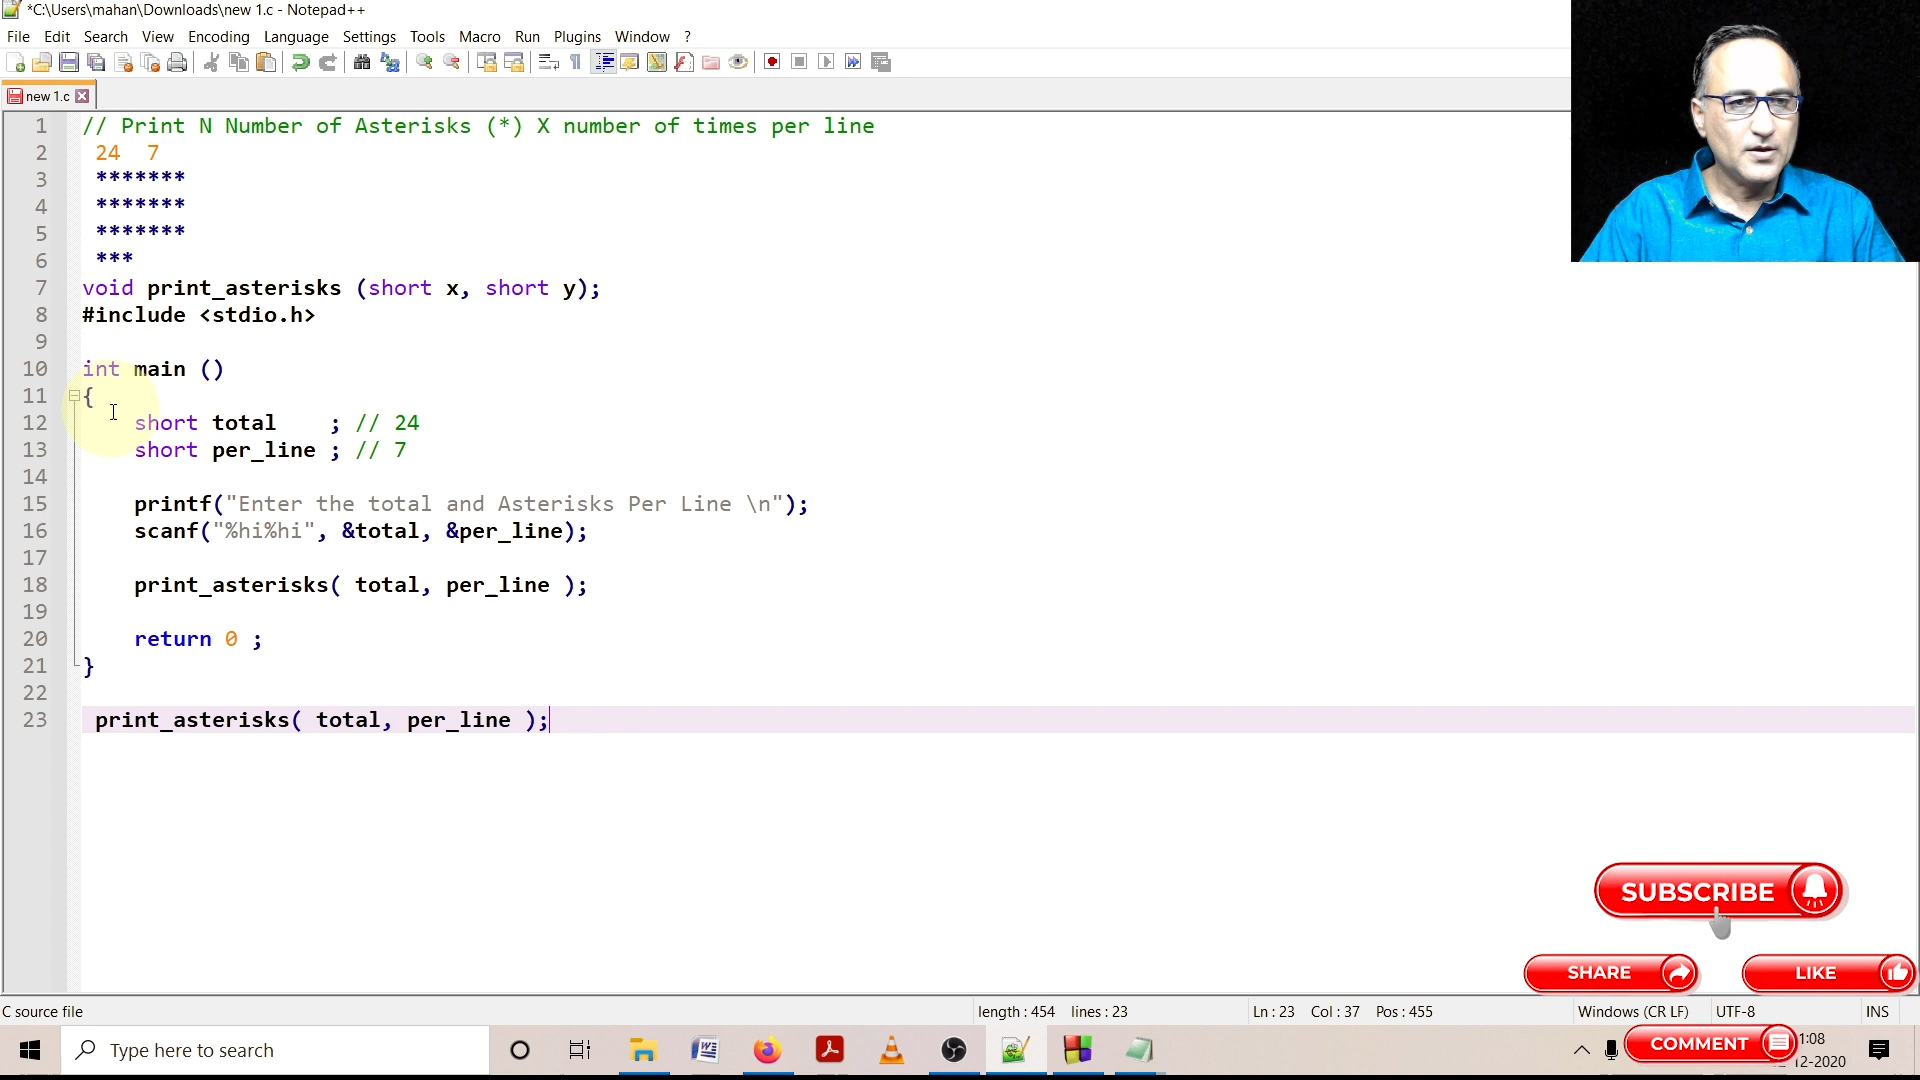 *C:\Users\mahan\Downloads\new 1.c - Notepad++
File Edit Search View Encoding Language Settings Tools Macro Run Plugins Window ?
new 1.c
1 // Print N Number of Asterisks (*) X number of times per line
2 24 7
3 *******
4 *******
5 *******
6 ***
7 void print_asterisks (short x, short y);
8 #include <stdio.h>
9
10 int main ()
11 {
12 short total ; // 24
13 short per_line ; // 7
14
15 printf("Enter the total and Asterisks Per Line \n");
16 scanf("%hi%hi", &total, &per_line);
17
18 print_asterisks( total, per_line );
19
20 return 0 ;
21 }
22
23 print_asterisks( total, per_line );
SUBSCRIBE
SHARE LIKE
C source file length : 454 lines : 23 Ln : 23 Col : 37 Pos : 455 Windows (CR LF) UTF-8 INS
Type here to search
COMMENT
1:08
12-2020